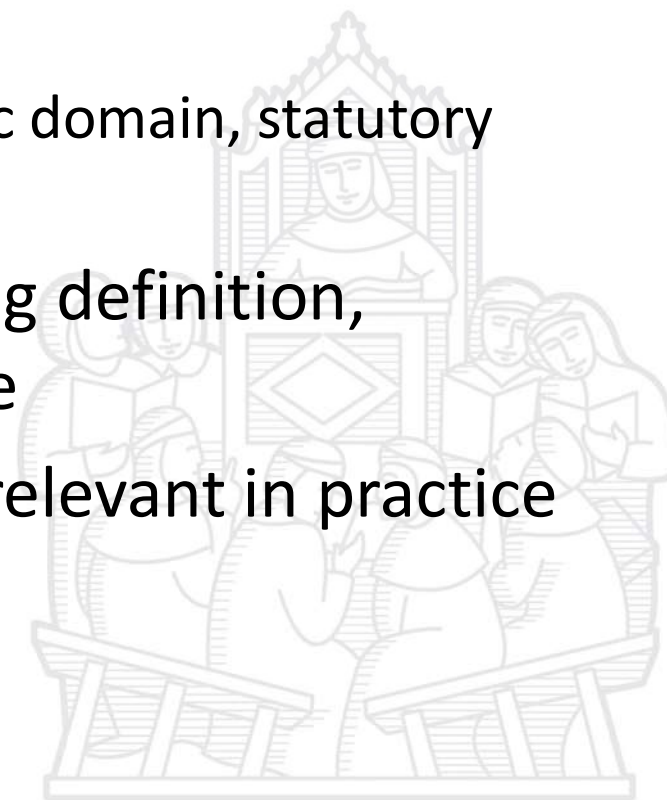 c domain, statutory
g definition,
e
relevant in practice